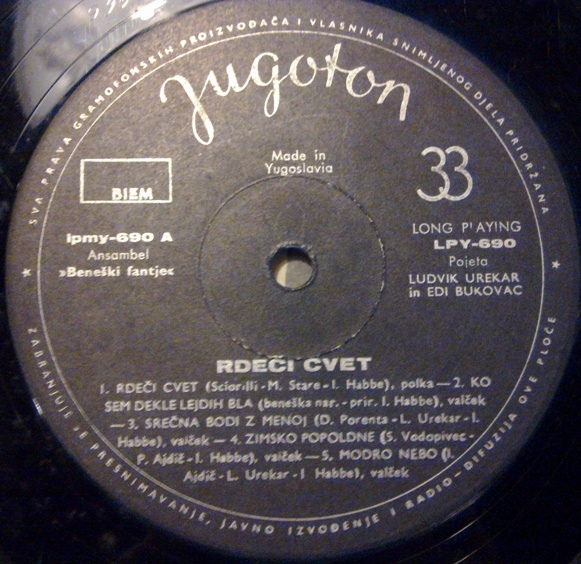 SVA PRAVA GRAMOFONSKIH PROIZVOĐAČA I VLASNIKA SNIMLJENOG DJELA PRIDRŽANA
Jugoton
BIEM
Made in
Yugoslavia
33
lpmy-690 A
Ansambel
»Beneški fantje«
LONG PLAYING
LPY-690
Pojeta
LUDVIK UREKAR
in EDI BUKOVAC
RDEČI CVET
1. RDEČI CVET (Sciorilli - M. Stare - I. Habbe), polka — 2. KO
SEM DEKLE LEJDIH BLA (beneška nar. - prir. I. Habbe), valček
— 3. SREČNA BODI Z MENOJ (D. Porenta - L. Urekar - I.
Habbe), valček — 4. ZIMSKO POPOLDNE (S. Vodopivec -
P. Ajdič - I. Habbe), valček — 5. MODRO NEBO (I.
Ajdič - L. Urekar - I Habbe), valček
ZABRANJUJE SE PRESNIMAVANJE, JAVNO IZVOĐENJE I RADIO-DIFUZIJA OVE PLOČE